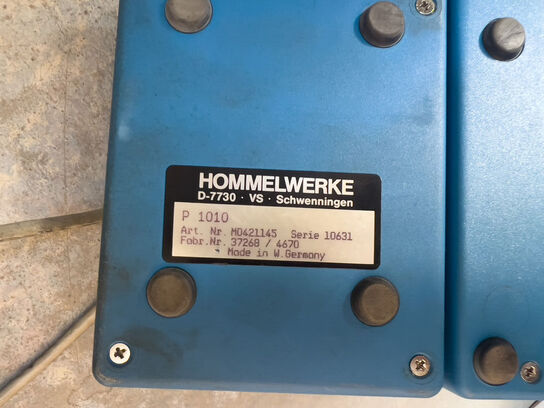 HOMMELWERKE
D-7730 · VS · Schwenningen
P 1010
Art. Nr. M0421145 Serie 10631
Fabr.Nr. 37268 / 4670
Made in W.Germany